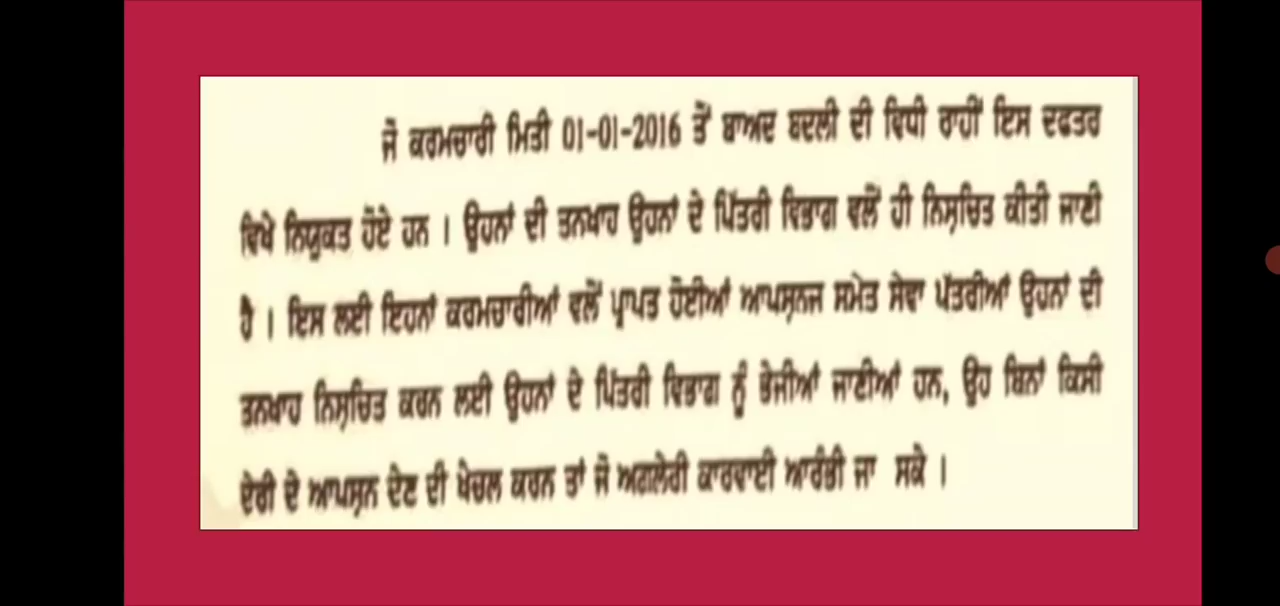 ਜੋ ਕਰਮਚਾਰੀ ਮਿਤੀ 01-01-2016 ਤੋਂ ਬਾਅਦ ਬਦਲੀ ਦੀ ਵਿਧੀ ਰਾਹੀਂ ਇਸ ਦਫਤਰ
ਵਿਖੇ ਨਿਯੁਕਤ ਹੋਏ ਹਨ । ਉਹਨਾਂ ਦੀ ਤਨਖਾਹ ਉਹਨਾਂ ਦੇ ਪਿੱਤਰੀ ਵਿਭਾਗ ਵਲੋਂ ਹੀ ਨਿਸ਼ਚਿਤ ਕੀਤੀ ਜਾਣੀ
ਹੈ । ਇਸ ਲਈ ਇਹਨਾਂ ਕਰਮਚਾਰੀਆਂ ਵਲੋਂ ਪ੍ਰਾਪਤ ਹੋਈਆਂ ਆਪਸ਼ਨਜ ਸਮੇਤ ਸੇਵਾ ਪੱਤਰੀਆਂ ਉਹਨਾਂ ਦੀ
ਤਨਖਾਹ ਨਿਸ਼ਚਿਤ ਕਰਨ ਲਈ ਉਹਨਾਂ ਦੇ ਪਿੱਤਰੀ ਵਿਭਾਗ ਨੂੰ ਭੇਜੀਆਂ ਜਾਣੀਆਂ ਹਨ, ਉਹ ਬਿਨਾਂ ਕਿਸੀ
ਦੇਰੀ ਦੇ ਆਪਸ਼ਨ ਦੇਣ ਦੀ ਖੇਚਲ ਕਰਨ ਤਾਂ ਜੋ ਅਗਲੇਰੀ ਕਾਰਵਾਈ ਆਰੰਭੀ ਜਾ ਸਕੇ ।